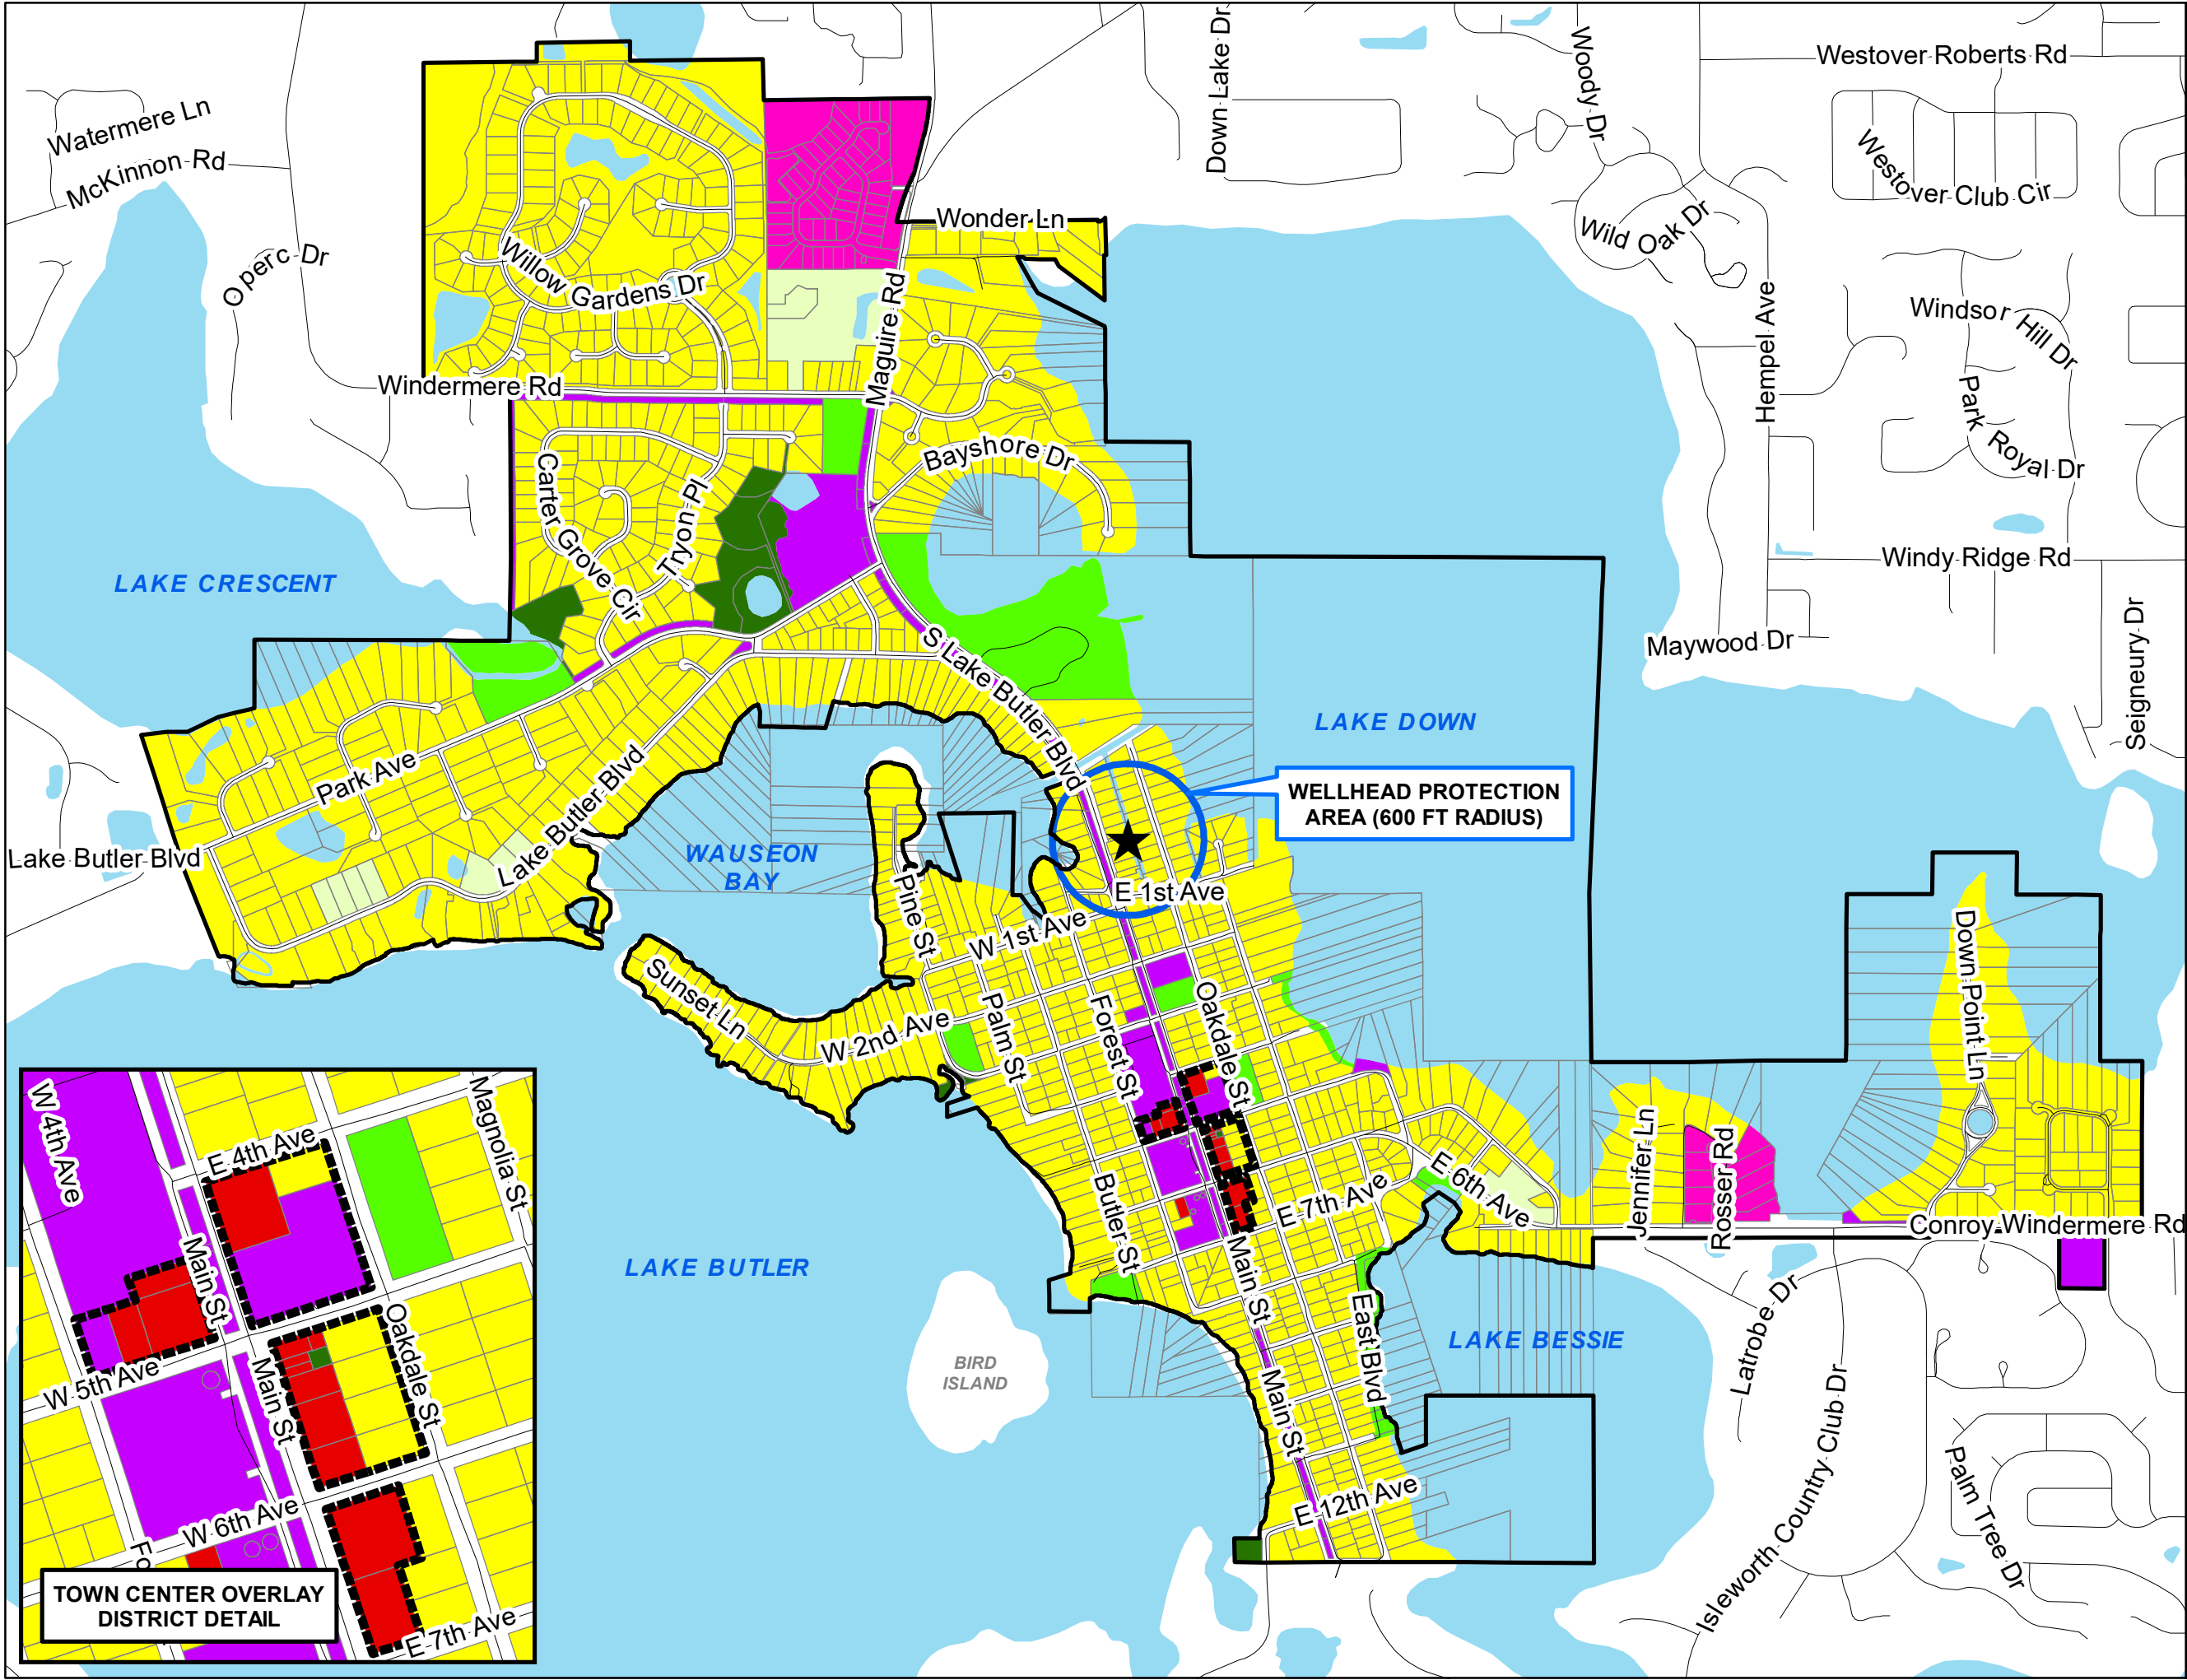 Down Lake Dr
Woody Dr
Westover Roberts Rd
Watermere Ln
McKinnon Rd
Westover Club Cir
Wonder Ln
Wild Oak Dr
Operc Dr
Willow Gardens Dr
Maguire Rd
Hempel Ave
Windsor Hill Dr
Windermere Rd
Park Royal Dr
Bayshore Dr
Carter Grove Cir
Tryon Pl
Windy Ridge Rd
LAKE CRESCENT
Maywood Dr
Seigneury Dr
S Lake Butler Blvd
LAKE DOWN
Park Ave
WELLHEAD PROTECTION
AREA (600 FT RADIUS)
Lake Butler Blvd
Lake Butler Blvd
WAUSEON
BAY
Pine St
E 1st Ave
W 1st Ave
Down Point Ln
Sunset Ln
W 2nd Ave
Palm St
Forest St
Oakdale St
Jennifer Ln
Rosser Rd
E 6th Ave
E 7th Ave
Butler St
Conroy-Windermere Rd
LAKE BUTLER
Main St
East Blvd
Latrobe Dr
LAKE BESSIE
BIRD
ISLAND
Main St
Isleworth Country Club Dr
Palm Tree Dr
E 12th Ave
W 4th Ave
Magnolia St
E 4th Ave
Main St
Oakdale St
W 5th Ave
Main St
W 6th Ave
Fo
E 7th Ave
TOWN CENTER OVERLAY
DISTRICT DETAIL